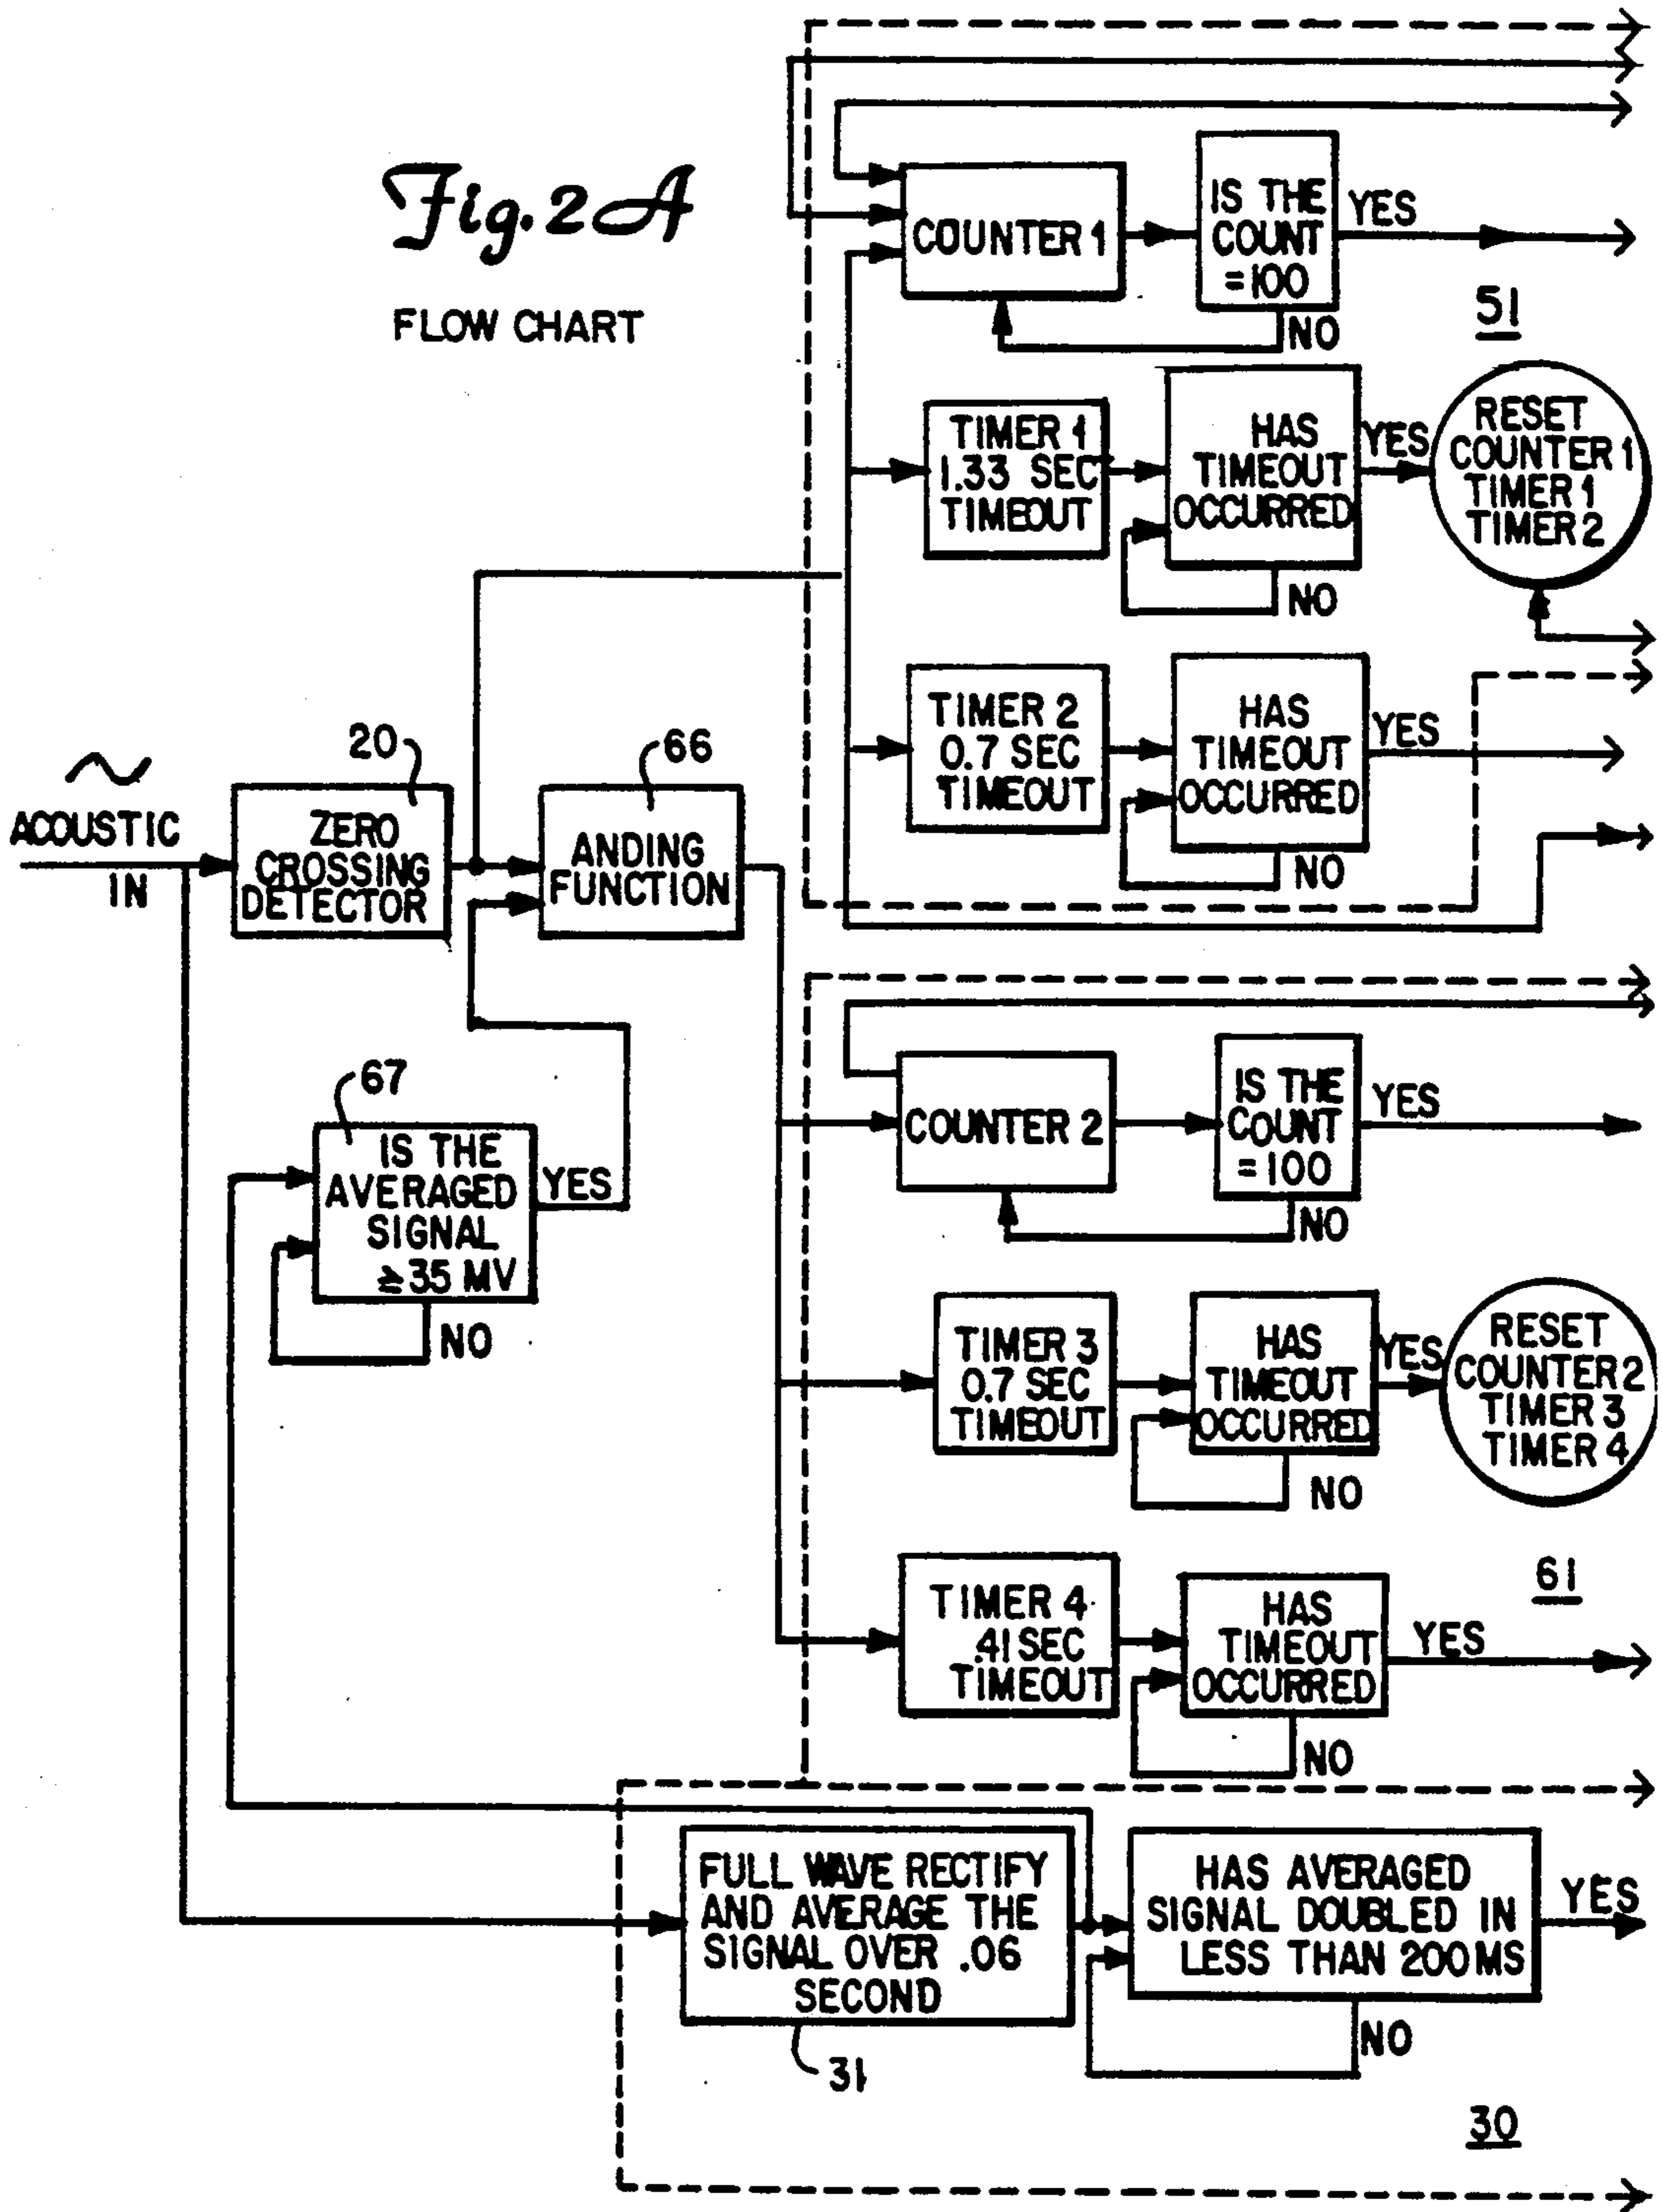 Fig. 2A
FLOW CHART
COUNTER 1
IS THE
COUNT
=100
YES
NO
51
TIMER 1
1.33 SEC
TIMEOUT
HAS
TIMEOUT
OCCURRED
YES
NO
RESET
COUNTER 1
TIMER 1
TIMER 2
TIMER 2
0.7 SEC
TIMEOUT
HAS
TIMEOUT
OCCURRED
YES
NO
ACOUSTIC
IN
20
ZERO
CROSSING
DETECTOR
66
ANDING
FUNCTION
67
IS THE
AVERAGED
SIGNAL
≥35 MV
YES
NO
COUNTER 2
IS THE
COUNT
=100
YES
NO
TIMER 3
0.7 SEC
TIMEOUT
HAS
TIMEOUT
OCCURRED
YES
NO
RESET
COUNTER 2
TIMER 3
TIMER 4
61
TIMER 4
.41 SEC
TIMEOUT
HAS
TIMEOUT
OCCURRED
YES
NO
FULL WAVE RECTIFY
AND AVERAGE THE
SIGNAL OVER .06
SECOND
31
HAS AVERAGED
SIGNAL DOUBLED IN
LESS THAN 200MS
YES
NO
30